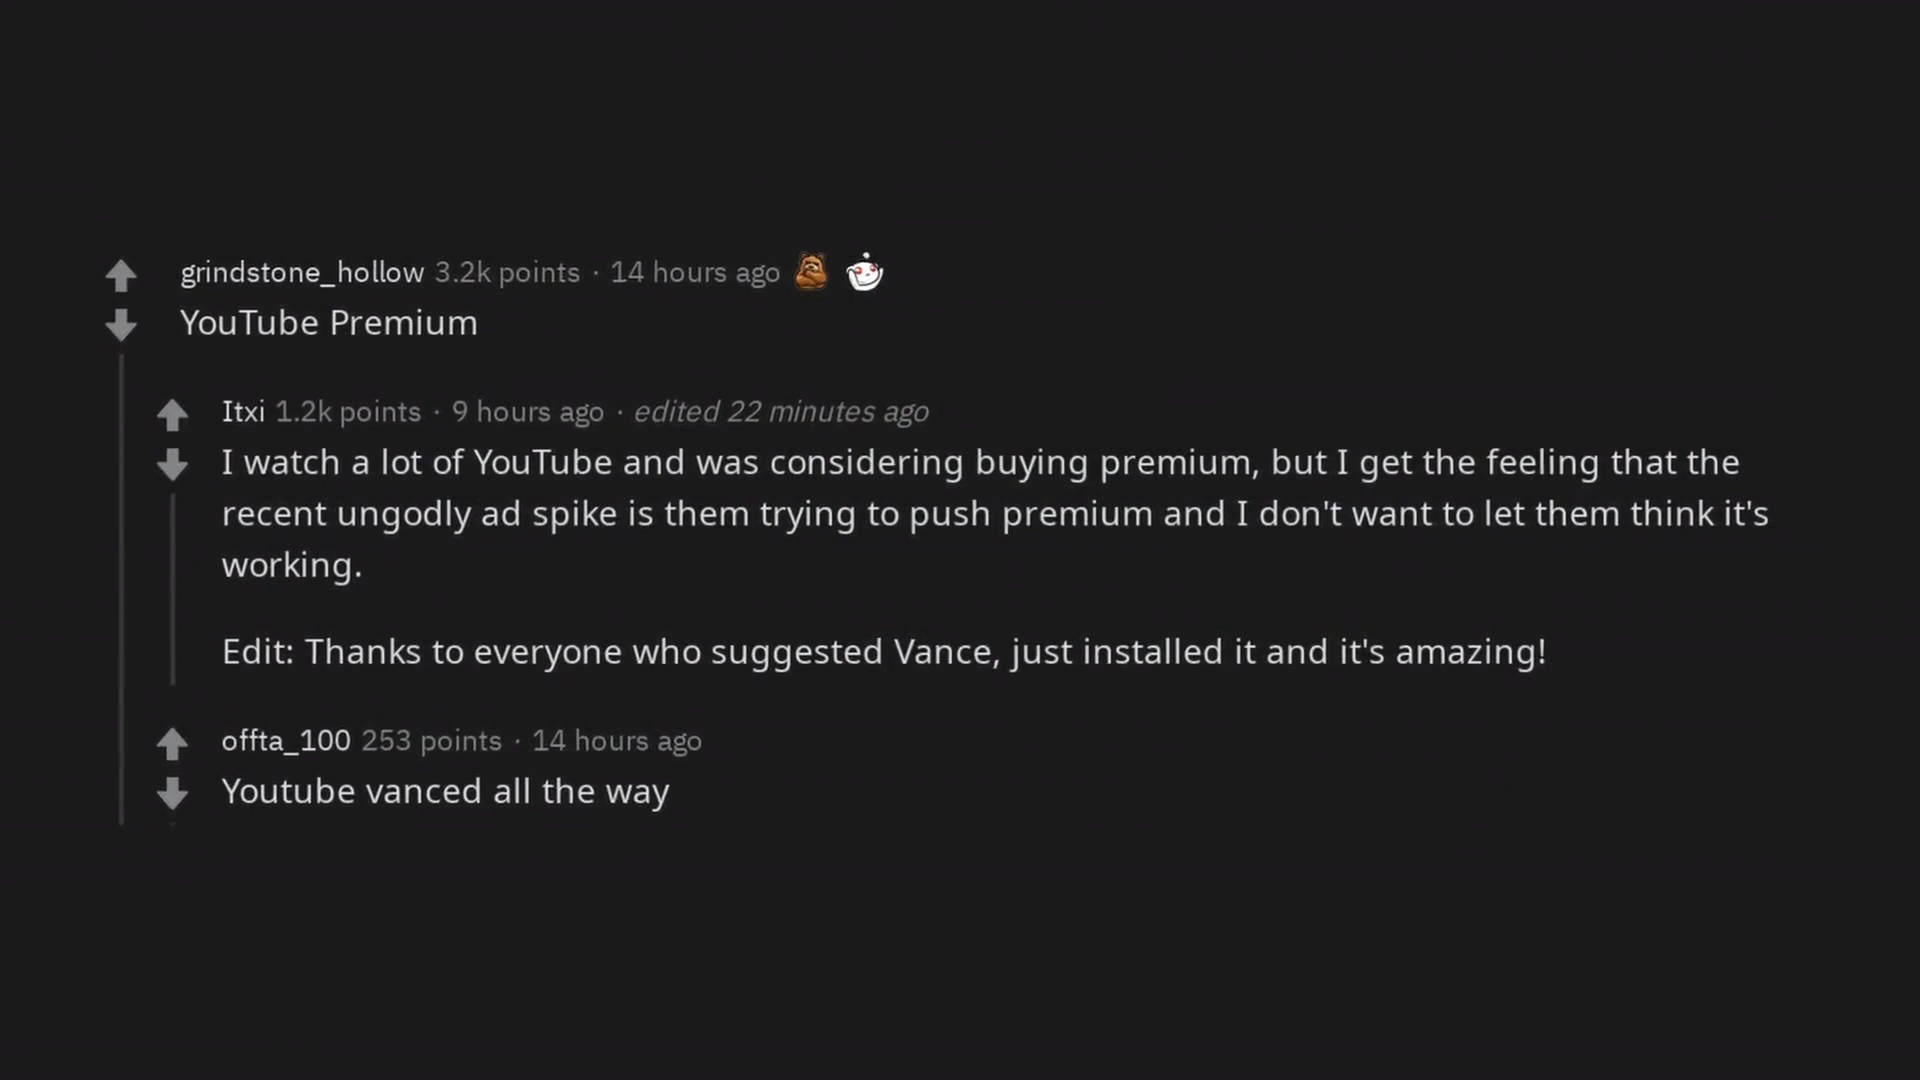 grindstone_hollow 3.2k points · 14 hours ago
YouTube Premium
Itxi 1.2k points · 9 hours ago · edited 22 minutes ago
I watch a lot of YouTube and was considering buying premium, but I get the feeling that the
recent ungodly ad spike is them trying to push premium and I don't want to let them think it's
working.
Edit: Thanks to everyone who suggested Vance, just installed it and it's amazing!
offta_100 253 points · 14 hours ago
Youtube vanced all the way